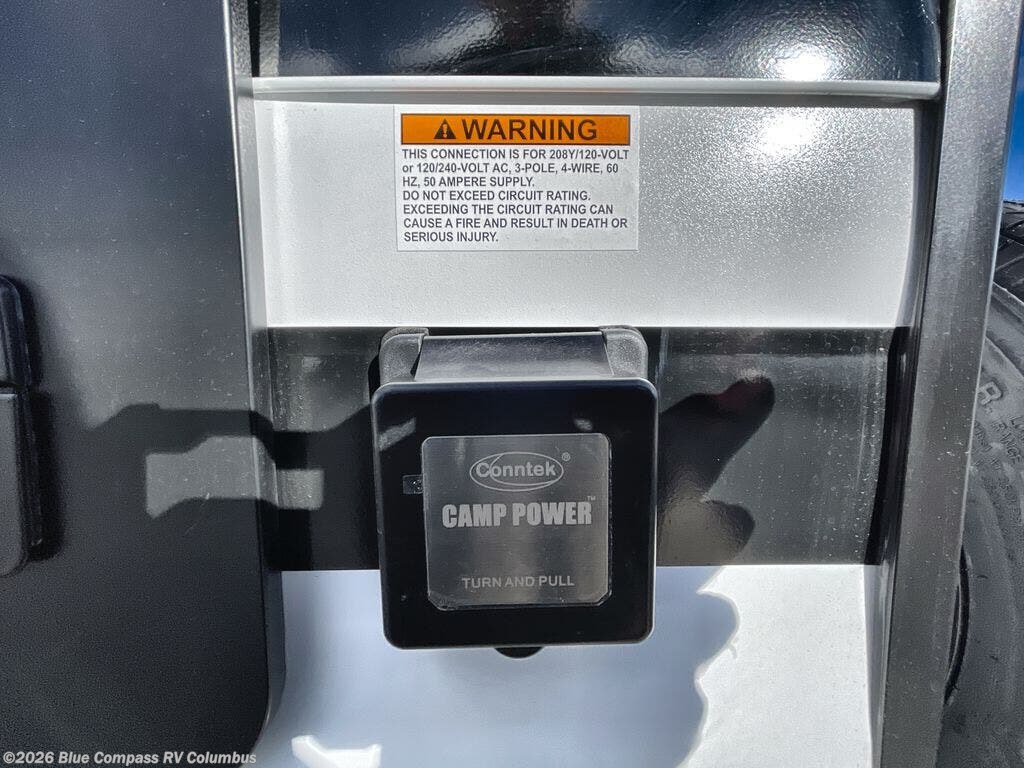 WARNING
THIS CONNECTION IS FOR 208Y/120-VOLT
or 120/240-VOLT AC, 3-POLE, 4-WIRE, 60
HZ, 50 AMPERE SUPPLY.
DO NOT EXCEED CIRCUIT RATING.
EXCEEDING THE CIRCUIT RATING CAN
CAUSE A FIRE AND RESULT IN DEATH OR
SERIOUS INJURY.
Conntek®
CAMP POWER™
TURN AND PULL
©2026 Blue Compass RV Columbus